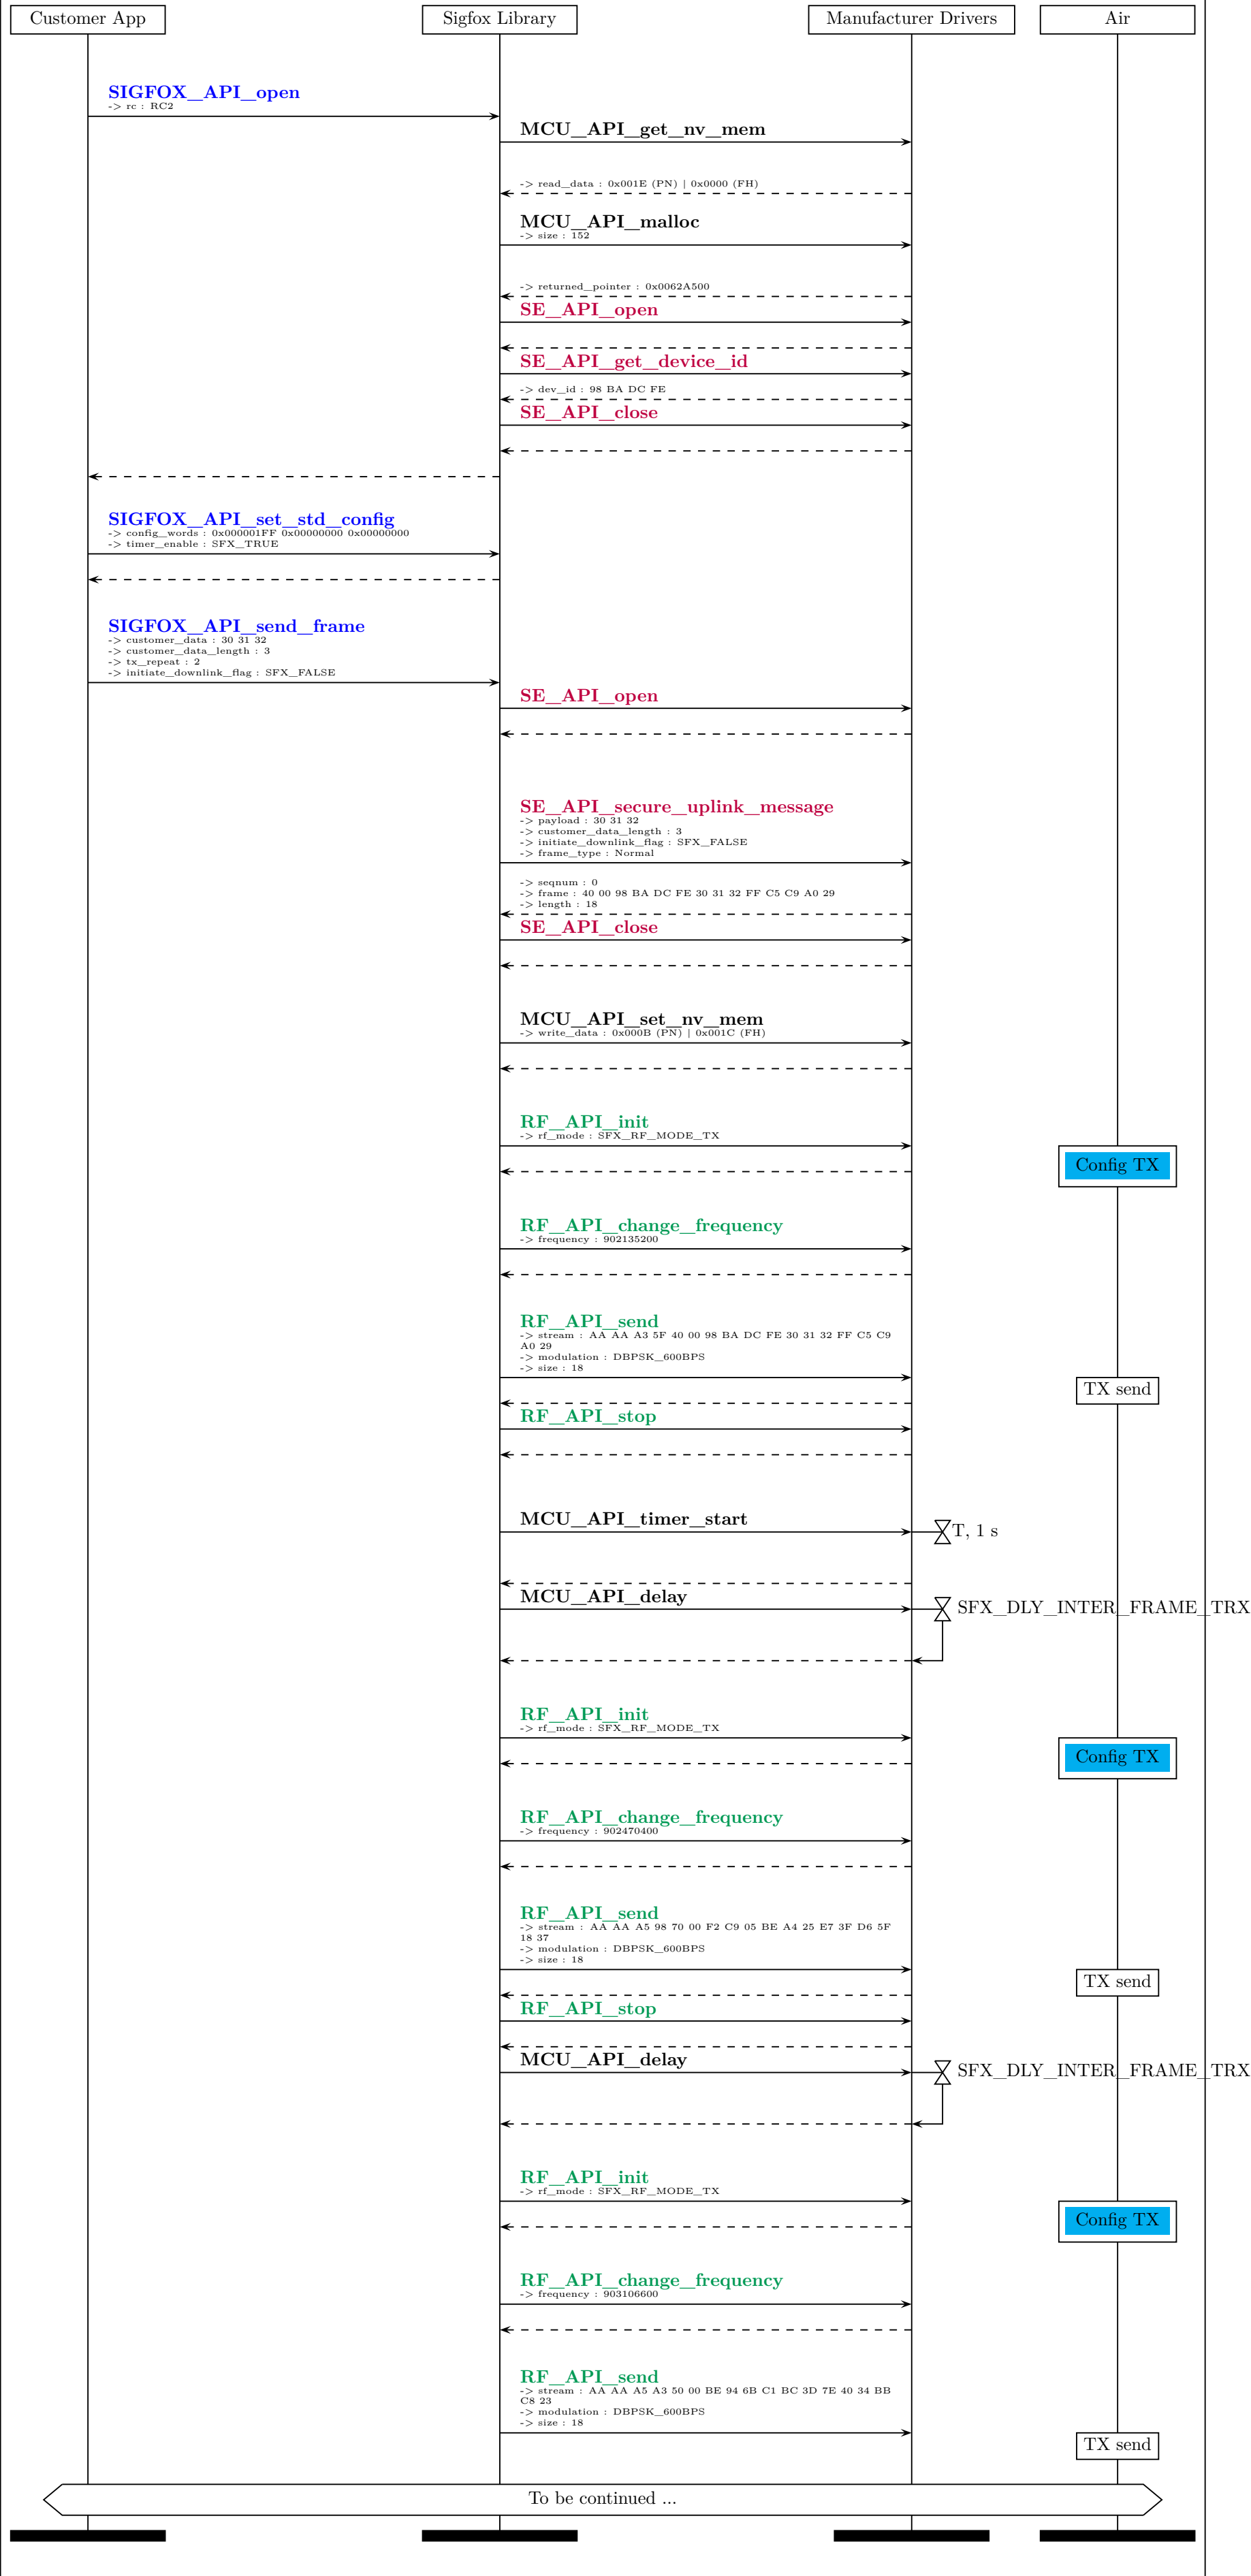 Customer App
Sigfox Library
Manufacturer Drivers
Air
SIGFOX_API_open
-> rc : RC2
MCU_API_get_nv_mem
-> read_data : 0x001E (PN) | 0x0000 (FH)
MCU_API_malloc
-> size : 152
-> returned_pointer : 0x0062A500
SE_API_open
SE_API_get_device_id
-> dev_id : 98 BA DC FE
SE_API_close
SIGFOX_API_set_std_config
-> config_words : 0x000001FF 0x00000000 0x00000000
-> timer_enable : SFX_TRUE
SIGFOX_API_send_frame
-> customer_data : 30 31 32
-> customer_data_length : 3
-> tx_repeat : 2
-> initiate_downlink_flag : SFX_FALSE
SE_API_open
SE_API_secure_uplink_message
-> payload : 30 31 32
-> customer_data_length : 3
-> initiate_downlink_flag : SFX_FALSE
-> frame_type : Normal
-> seqnum : 0
-> frame : 40 00 98 BA DC FE 30 31 32 FF C5 C9 A0 29
-> length : 18
SE_API_close
MCU_API_set_nv_mem
-> write_data : 0x000B (PN) | 0x001C (FH)
RF_API_init
-> rf_mode : SFX_RF_MODE_TX
Config TX
RF_API_change_frequency
-> frequency : 902135200
RF_API_send
-> stream : AA AA A3 5F 40 00 98 BA DC FE 30 31 32 FF C5 C9
A0 29
-> modulation : DBPSK_600BPS
-> size : 18
TX send
RF_API_stop
MCU_API_timer_start
T, 1 s
MCU_API_delay
SFX_DLY_INTER_FRAME_TRX
RF_API_init
-> rf_mode : SFX_RF_MODE_TX
Config TX
RF_API_change_frequency
-> frequency : 902470400
RF_API_send
-> stream : AA AA A5 98 70 00 F2 C9 05 BE A4 25 E7 3F D6 5F
18 37
-> modulation : DBPSK_600BPS
-> size : 18
TX send
RF_API_stop
MCU_API_delay
SFX_DLY_INTER_FRAME_TRX
RF_API_init
-> rf_mode : SFX_RF_MODE_TX
Config TX
RF_API_change_frequency
-> frequency : 903106600
RF_API_send
-> stream : AA AA A5 A3 50 00 BE 94 6B C1 BC 3D 7E 40 34 BB
C8 23
-> modulation : DBPSK_600BPS
-> size : 18
TX send
To be continued ...